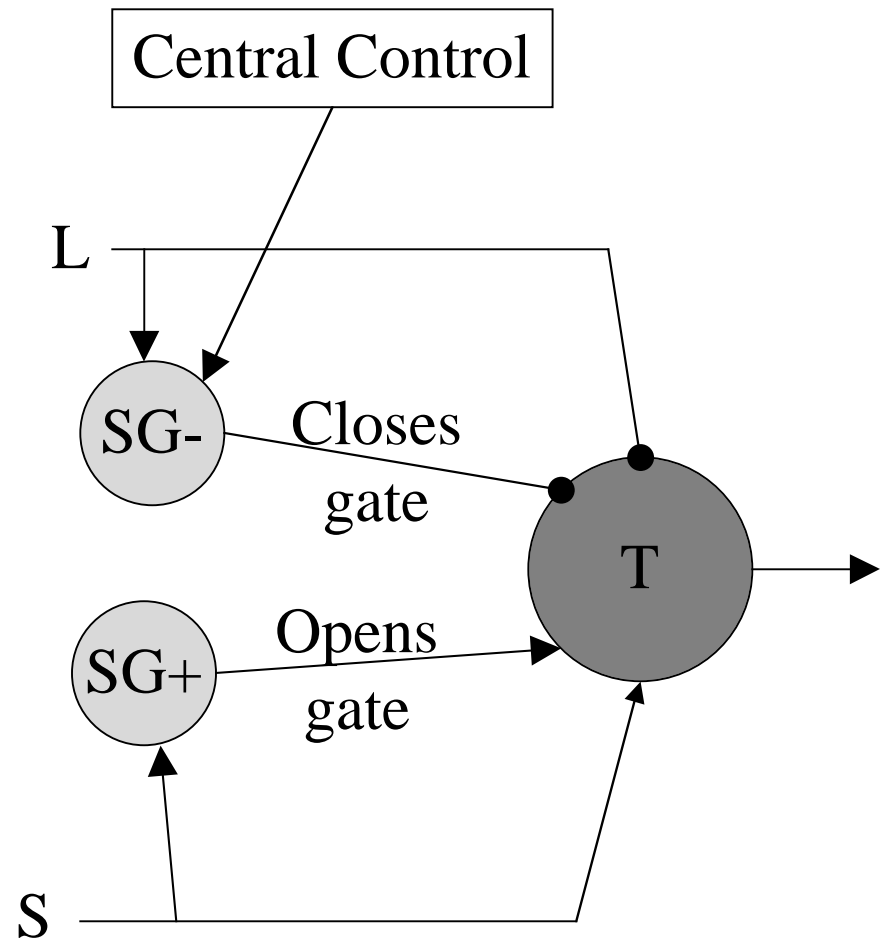 Central Control
L
SG-
Closes
gate
T
SG+
Opens
gate
S